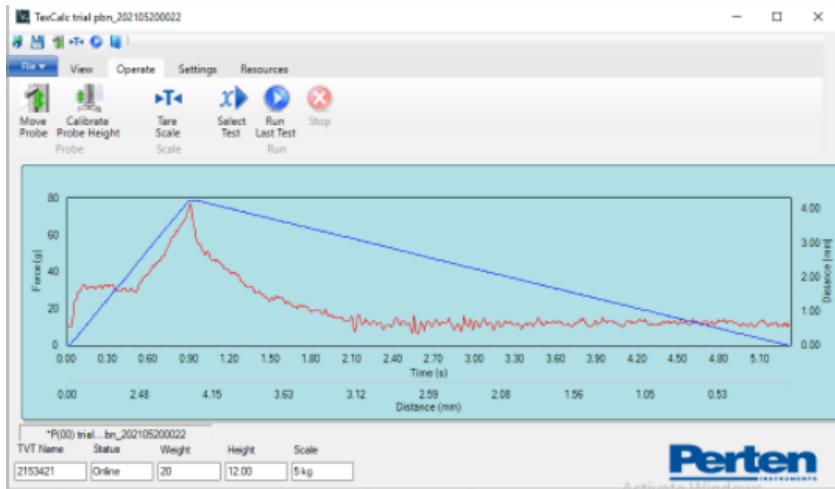 TexCalc trial pbn_202105200022
File View Operate Settings Resources
Move Probe Calibrate Probe Height Tare Scale Select Test Run Last Test Stop
Probe Scale Run
80 60 40 20 0
Force (g)
4.00 3.00 2.00 1.00 0.00
Distance (mm)
0.00 0.30 0.60 0.90 1.20 1.50 1.80 2.10 2.40 2.70 3.00 3.30 3.60 3.90 4.20 4.50 4.80 5.10
Time (s)
0.00 2.48 4.15 3.63 3.12 2.59 2.08 1.56 1.05 0.53
Distance (mm)
*P(00) trial....bn_202105200022
TVT Name Status Weight Height Scale
2153421 Online 20 12.00 5 kg
Perten
INSTRUMENTS
Activate Windows